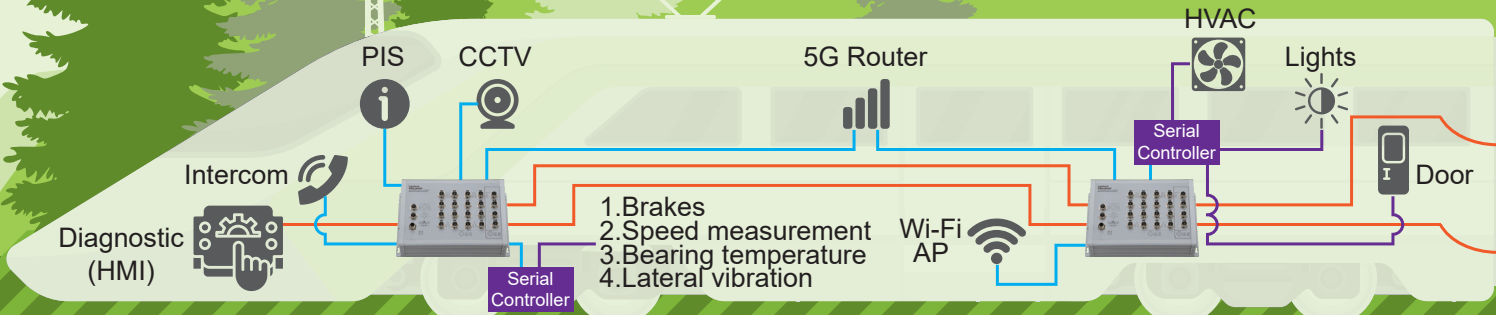 HVAC
PIS
CCTV
5G Router
Lights
Serial
Controller
Intercom
Door
1.Brakes
2.Speed measurement
3.Bearing temperature
4.Lateral vibration
Wi-Fi
AP
Diagnostic
(HMI)
Serial
Controller